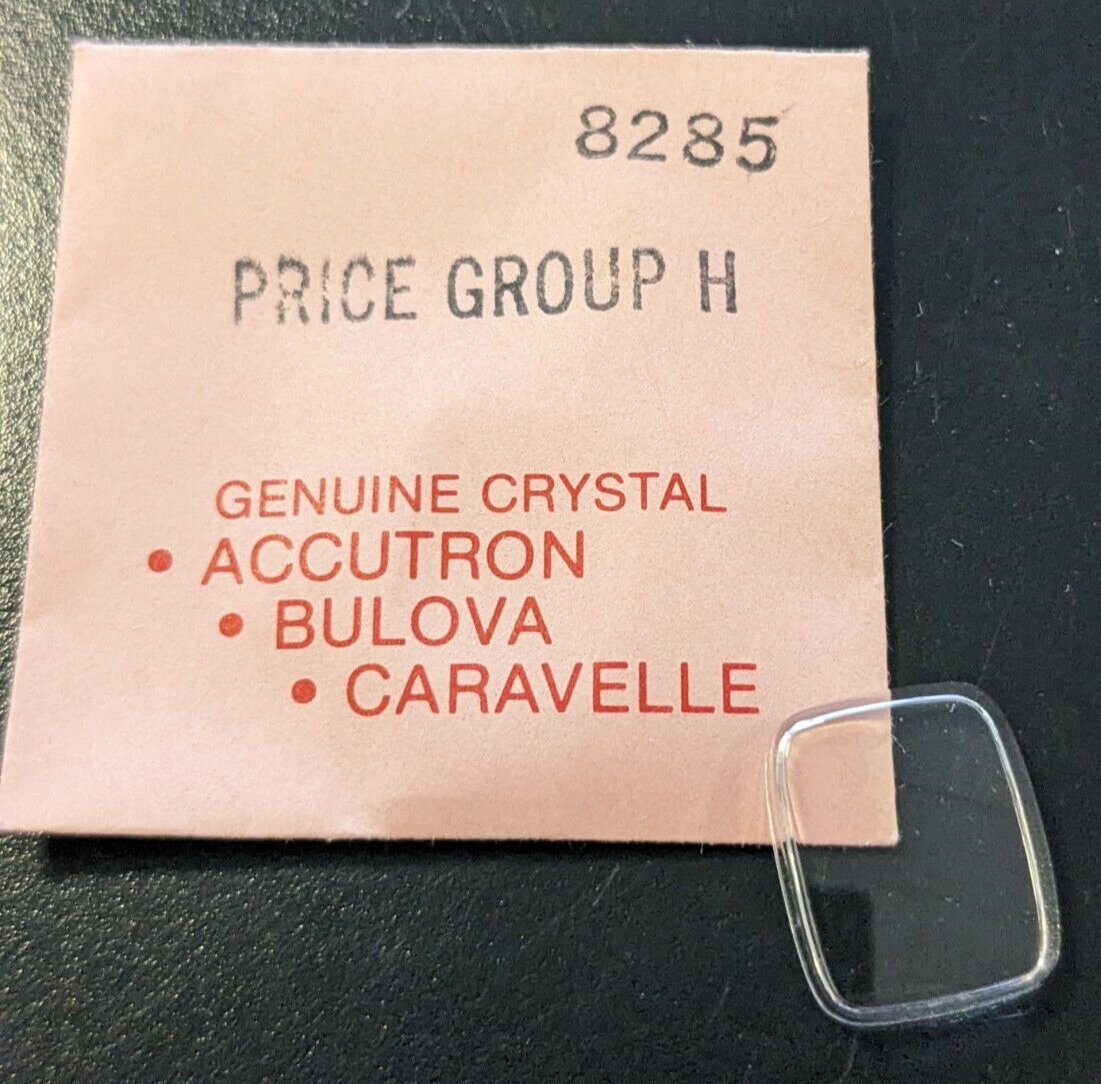 8285
PRICE GROUP H
GENUINE CRYSTAL
• ACCUTRON
• BULOVA
• CARAVELLE